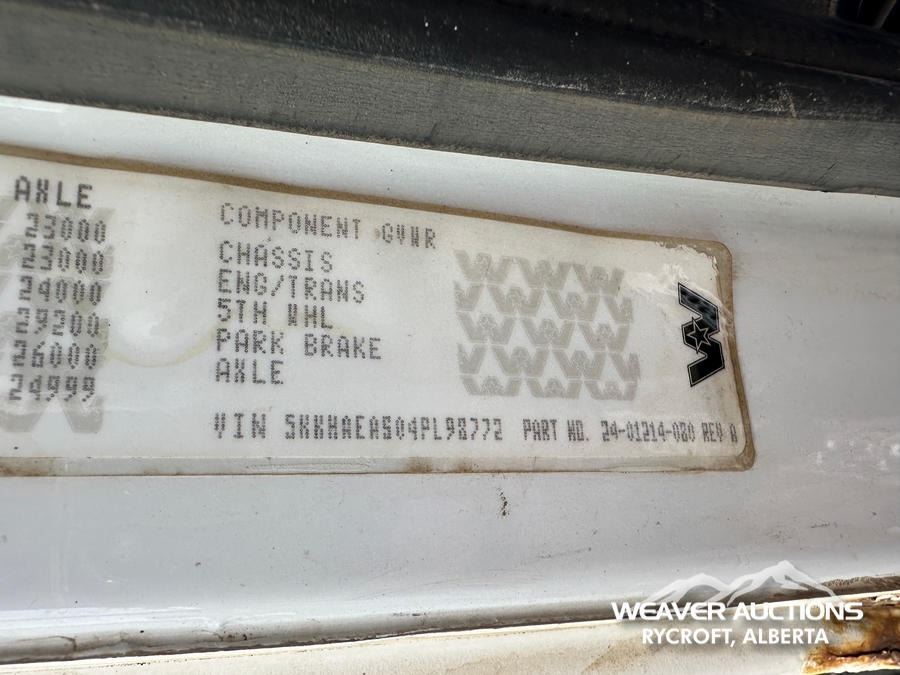 AXLE
23000
23000
24000
29200
26000
24999
COMPONENT GVWR
CHASSIS
ENG/TRANS
5TH WHL
PARK BRAKE
AXLE
VIN 5KKHAEAS04PL98772 PART NO. 24-01214-080 REV A
WEAVER AUCTIONS
RYCROFT, ALBERTA